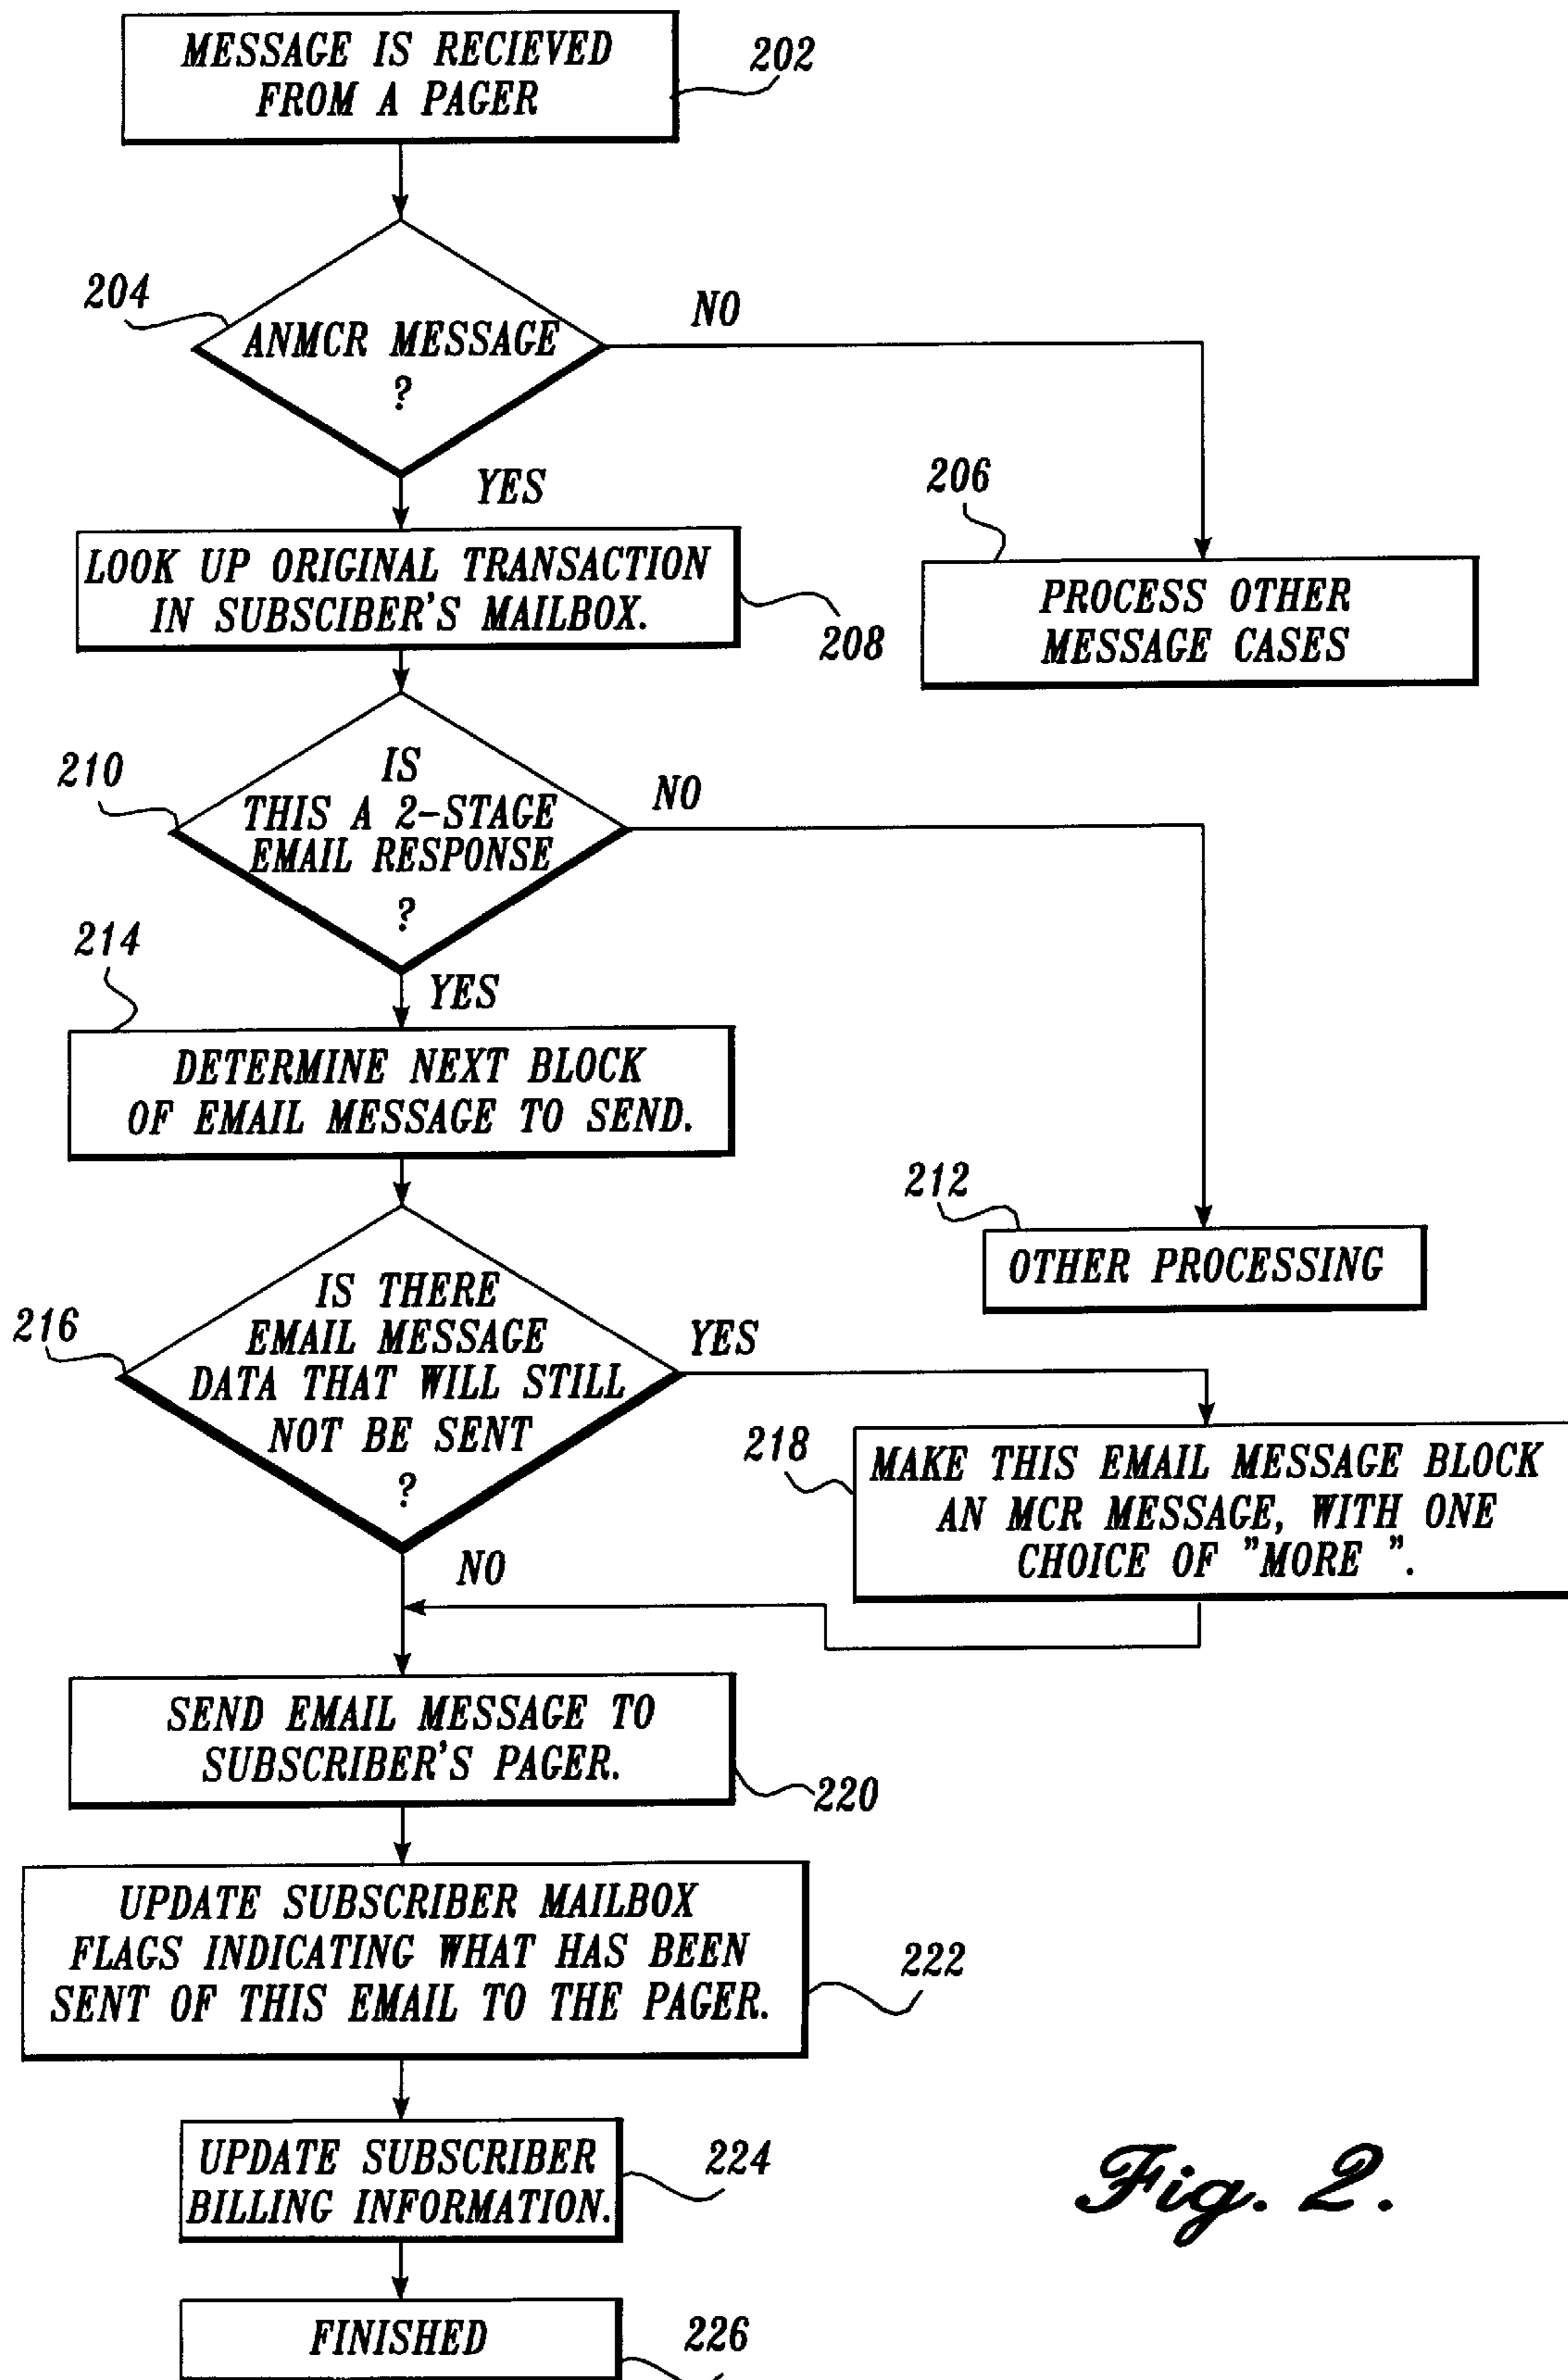 MESSAGE IS RECIEVED
FROM A PAGER
202
204
ANMCR MESSAGE
?
NO
YES
206
PROCESS OTHER
MESSAGE CASES
LOOK UP ORIGINAL TRANSACTION
IN SUBSCIBER'S MAILBOX.
208
210
IS
THIS A 2-STAGE
EMAIL RESPONSE
?
NO
YES
214
DETERMINE NEXT BLOCK
OF EMAIL MESSAGE TO SEND.
212
OTHER PROCESSING
216
IS THERE
EMAIL MESSAGE
DATA THAT WILL STILL
NOT BE SENT
?
YES
NO
218
MAKE THIS EMAIL MESSAGE BLOCK
AN MCR MESSAGE, WITH ONE
CHOICE OF "MORE ".
SEND EMAIL MESSAGE TO
SUBSCRIBER'S PAGER.
220
UPDATE SUBSCRIBER MAILBOX
FLAGS INDICATING WHAT HAS BEEN
SENT OF THIS EMAIL TO THE PAGER.
222
UPDATE SUBSCRIBER
BILLING INFORMATION.
224
FINISHED
226
Fig. 2.